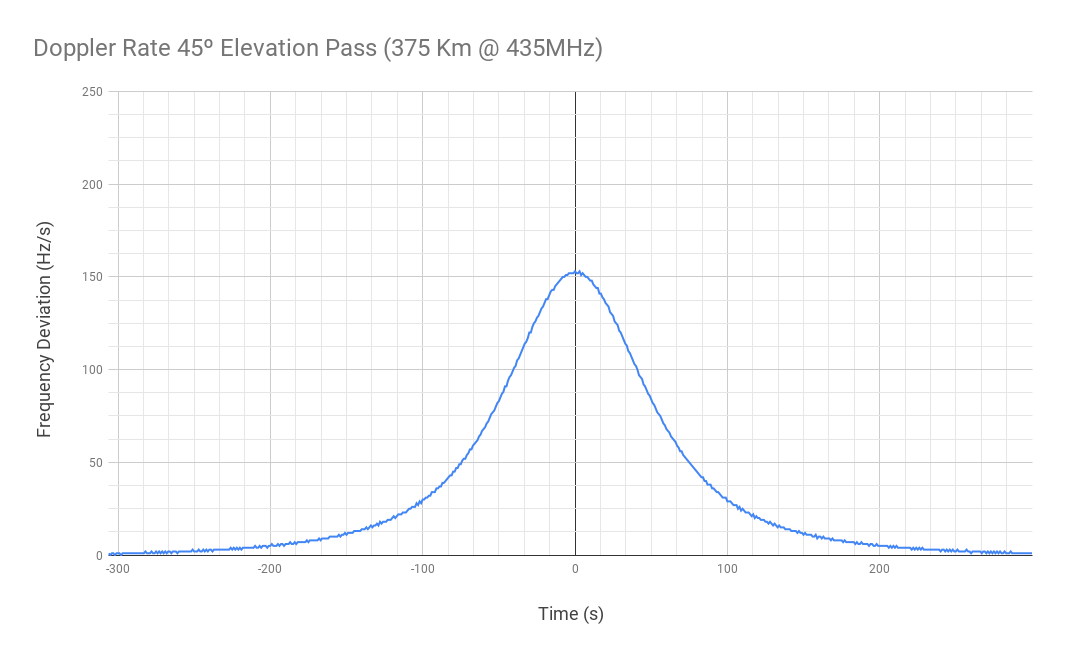 Doppler Rate 45º Elevation Pass (375 Km @ 435MHz)
Frequency Deviation (Hz/s)
250
200
150
100
50
0
-300 -200 -100 0 100 200
Time (s)